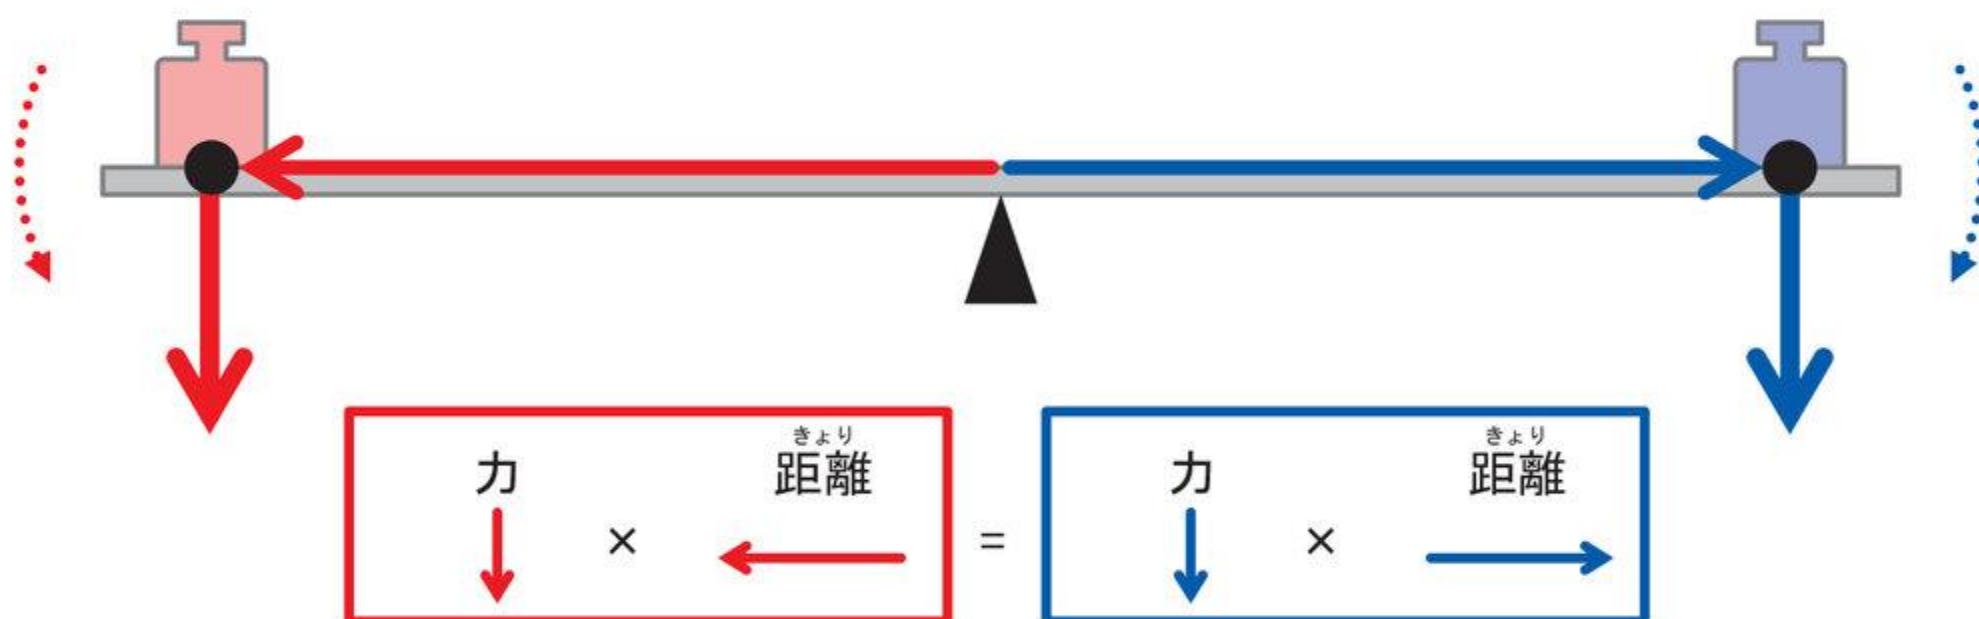 きょり きょり
力 距離 力 距離
× = ×